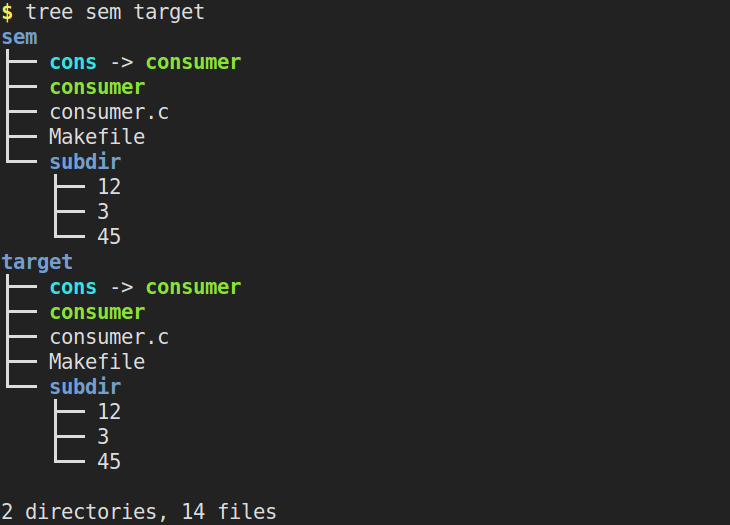 $ tree sem target
sem
├── cons -> consumer
├── consumer
├── consumer.c
├── Makefile
└── subdir
    ├── 12
    ├── 3
    └── 45
target
├── cons -> consumer
├── consumer
├── consumer.c
├── Makefile
└── subdir
    ├── 12
    ├── 3
    └── 45

2 directories, 14 files